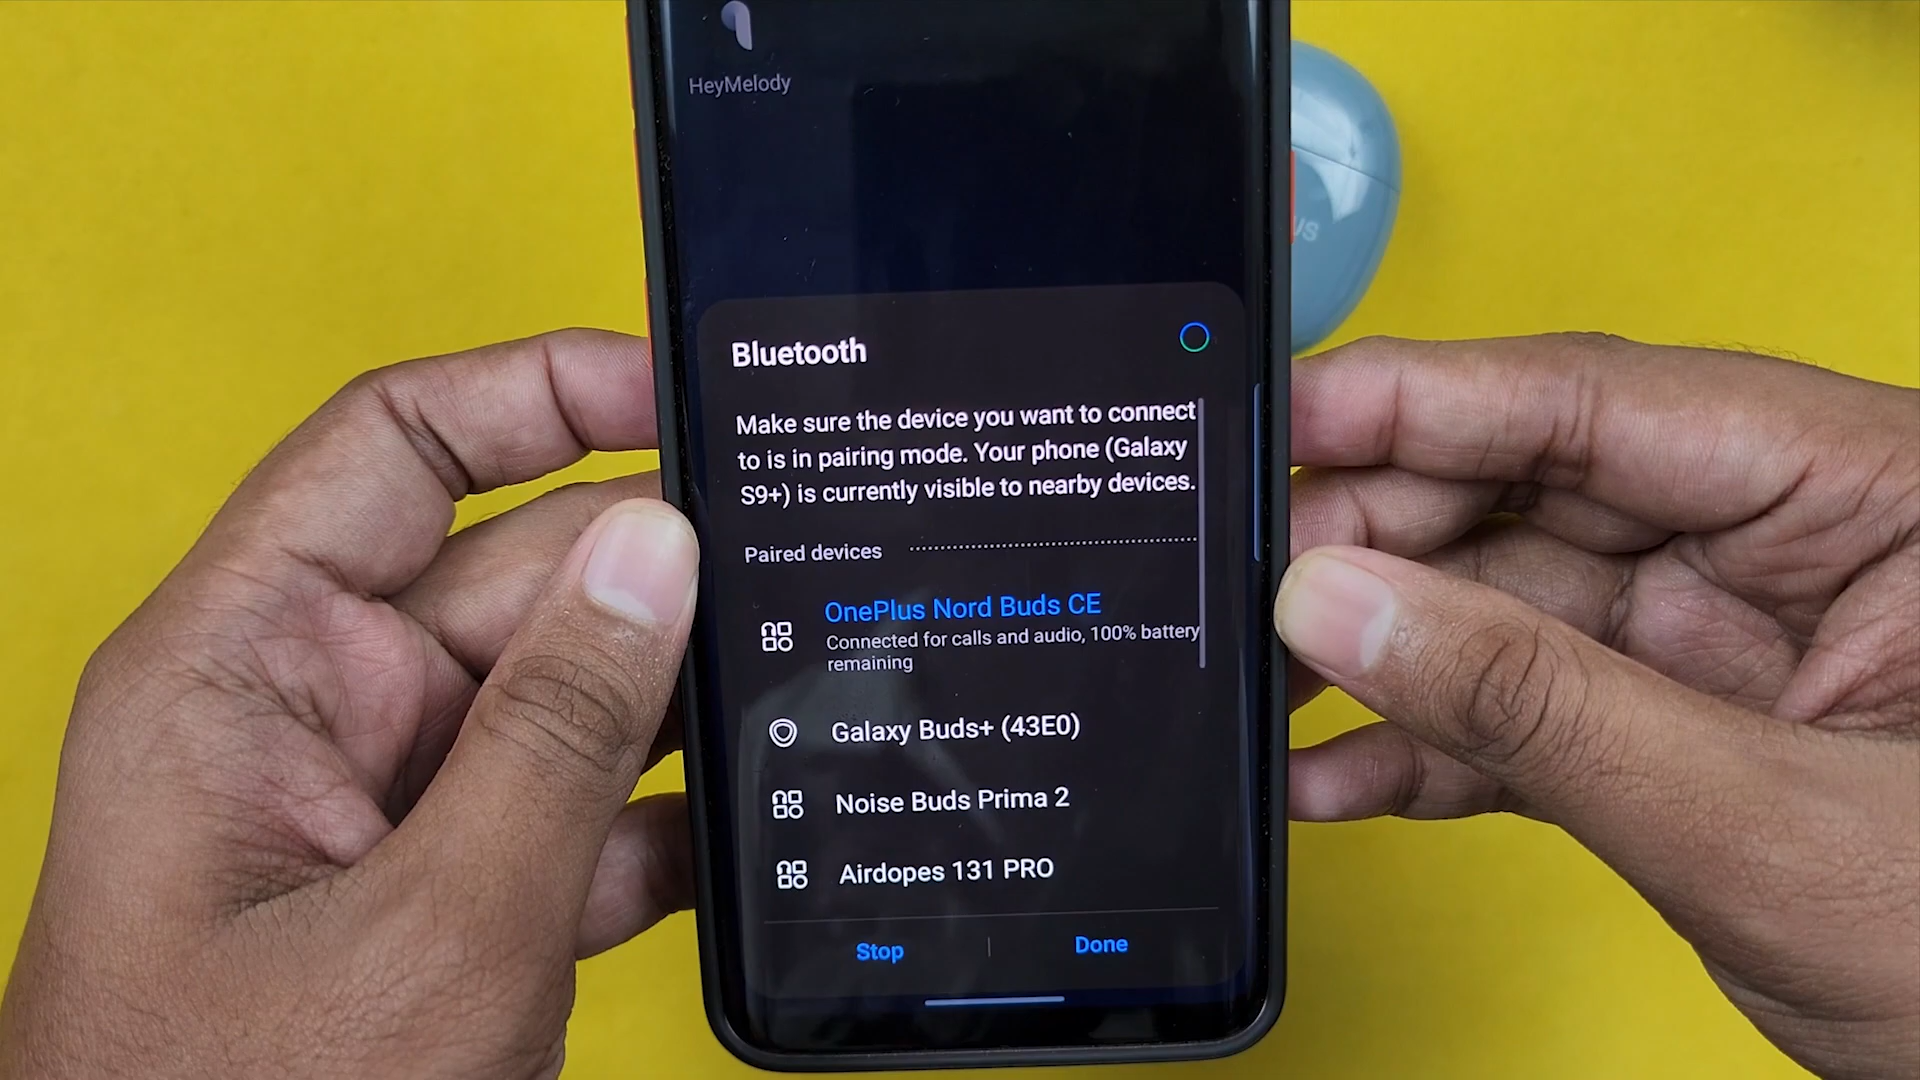 HeyMelody
Bluetooth
Make sure the device you want to connect
to is in pairing mode. Your phone (Galaxy
S9+) is currently visible to nearby devices.
Paired devices
OnePlus Nord Buds CE
Connected for calls and audio, 100% battery
remaining
Galaxy Buds+ (43E0)
Noise Buds Prima 2
Airdopes 131 PRO
Stop
Done